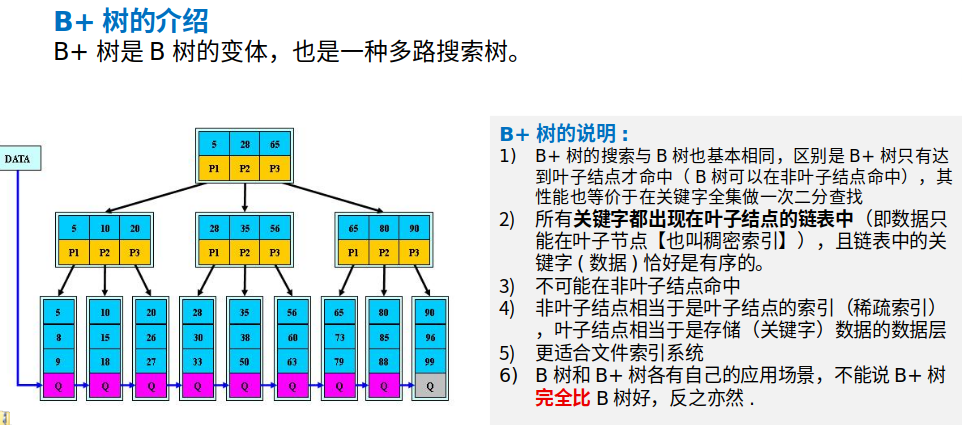 B+ 树的介绍
B+ 树是 B 树的变体，也是一种多路搜索树。
DATA
5 28 65
P1 P2 P3
5 10 20
P1 P2 P3
28 35 56
P1 P2 P3
65 80 90
P1 P2 P3
5 10 20 28 35 56 65 80 90
8 15 26 30 38 60 73 85 96
9 18 27 33 50 63 79 88 99
Q Q Q Q Q Q Q Q Q
B+ 树的说明 :
1) B+ 树的搜索与 B 树也基本相同，区别是 B+ 树只有达
到叶子结点才命中（ B 树可以在非叶子结点命中），其
性能也等价于在关键字全集做一次二分查找
2) 所有关键字都出现在叶子结点的链表中（即数据只
能在叶子节点【也叫稠密索引】），且链表中的关
键字 ( 数据 ) 恰好是有序的。
3) 不可能在非叶子结点命中
4) 非叶子结点相当于是叶子结点的索引（稀疏索引）
，叶子结点相当于是存储（关键字）数据的数据层
5) 更适合文件索引系统
6) B 树和 B+ 树各有自己的应用场景，不能说 B+ 树
完全比 B 树好，反之亦然 .